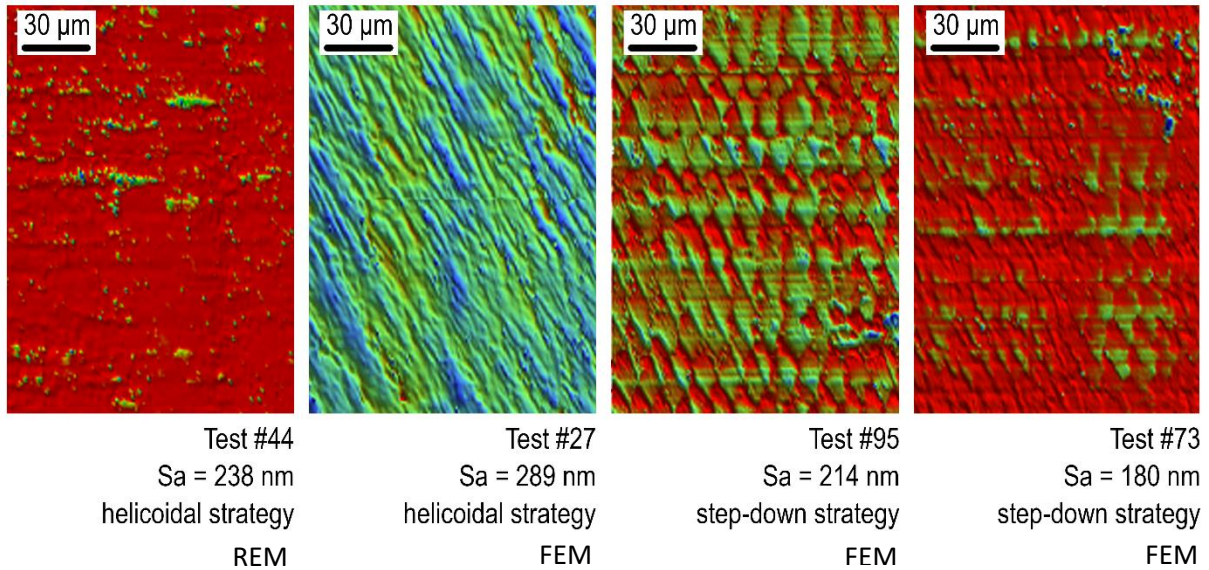 30 µm
30 µm
30 µm
30 µm
Test #44
Sa = 238 nm
helicoidal strategy
REM
Test #27
Sa = 289 nm
helicoidal strategy
FEM
Test #95
Sa = 214 nm
step-down strategy
FEM
Test #73
Sa = 180 nm
step-down strategy
FEM